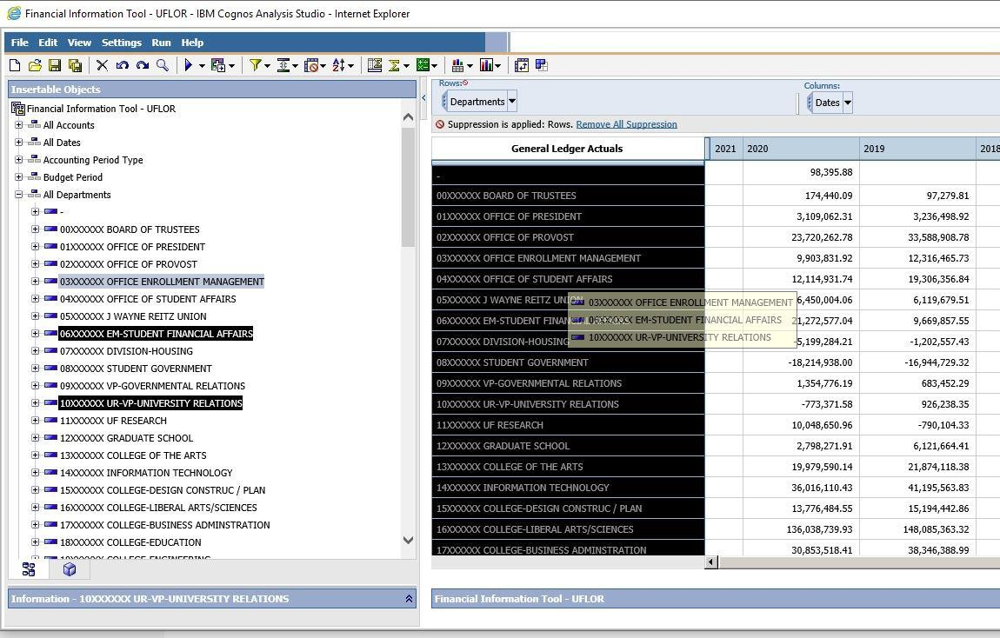 Financial Information Tool - UFLOR - IBM Cognos Analysis Studio - Internet Explorer
File Edit View Settings Run Help
Insertable Objects
Financial Information Tool - UFLOR
All Accounts
All Dates
Accounting Period Type
Budget Period
All Departments
-
00XXXXXX BOARD OF TRUSTEES
01XXXXXX OFFICE OF PRESIDENT
02XXXXXX OFFICE OF PROVOST
03XXXXXX OFFICE ENROLLMENT MANAGEMENT
04XXXXXX OFFICE OF STUDENT AFFAIRS
05XXXXXX J WAYNE REITZ UNION
06XXXXXX EM-STUDENT FINANCIAL AFFAIRS
07XXXXXX DIVISION-HOUSING
08XXXXXX STUDENT GOVERNMENT
09XXXXXX VP-GOVERNMENTAL RELATIONS
10XXXXXX UR-VP-UNIVERSITY RELATIONS
11XXXXXX UF RESEARCH
12XXXXXX GRADUATE SCHOOL
13XXXXXX COLLEGE OF THE ARTS
14XXXXXX INFORMATION TECHNOLOGY
15XXXXXX COLLEGE-DESIGN CONSTRUC / PLAN
16XXXXXX COLLEGE-LIBERAL ARTS/SCIENCES
17XXXXXX COLLEGE-BUSINESS ADMINSTRATION
18XXXXXX COLLEGE-EDUCATION
Information - 10XXXXXX UR-VP-UNIVERSITY RELATIONS
Rows: Columns:
Departments Dates
Suppression is applied: Rows. Remove All Suppression
General Ledger Actuals 2021 2020 2019 2018
- 98,395.88
00XXXXXX BOARD OF TRUSTEES 174,440.09 97,279.81
01XXXXXX OFFICE OF PRESIDENT 3,109,062.31 3,236,498.92
02XXXXXX OFFICE OF PROVOST 23,720,262.78 33,588,908.78
03XXXXXX OFFICE ENROLLMENT MANAGEMENT 9,903,831.92 12,316,465.73
04XXXXXX OFFICE OF STUDENT AFFAIRS 12,114,931.74 19,306,356.84
05XXXXXX J WAYNE REITZ UNION 6,450,004.06 6,119,679.51
06XXXXXX EM-STUDENT FINANCIAL 21,272,577.04 9,669,857.55
07XXXXXX DIVISION-HOUSING -5,199,284.21 -1,202,557.43
03XXXXXX OFFICE ENROLLMENT MANAGEMENT
06XXXXXX EM-STUDENT FINANCIAL AFFAIRS
10XXXXXX UR-VP-UNIVERSITY RELATIONS
08XXXXXX STUDENT GOVERNMENT -18,214,938.00 -16,944,729.32
09XXXXXX VP-GOVERNMENTAL RELATIONS 1,354,776.19 683,452.29
10XXXXXX UR-VP-UNIVERSITY RELATIONS -773,371.58 926,238.35
11XXXXXX UF RESEARCH 10,048,650.96 -790,104.33
12XXXXXX GRADUATE SCHOOL 2,798,271.91 6,121,664.41
13XXXXXX COLLEGE OF THE ARTS 19,979,590.14 21,874,118.38
14XXXXXX INFORMATION TECHNOLOGY 36,016,110.43 41,195,563.83
15XXXXXX COLLEGE-DESIGN CONSTRUC / PLAN 13,776,484.55 15,194,442.86
16XXXXXX COLLEGE-LIBERAL ARTS/SCIENCES 136,038,739.93 148,085,363.32
17XXXXXX COLLEGE-BUSINESS ADMINSTRATION 30,853,518.41 38,346,388.99
Financial Information Tool - UFLOR